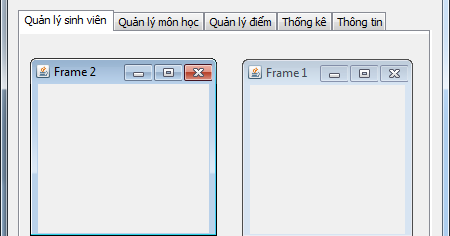 Quản lý sinh viên Quản lý môn học Quản lý điểm Thống kê Thông tin
Frame 2 Frame 1